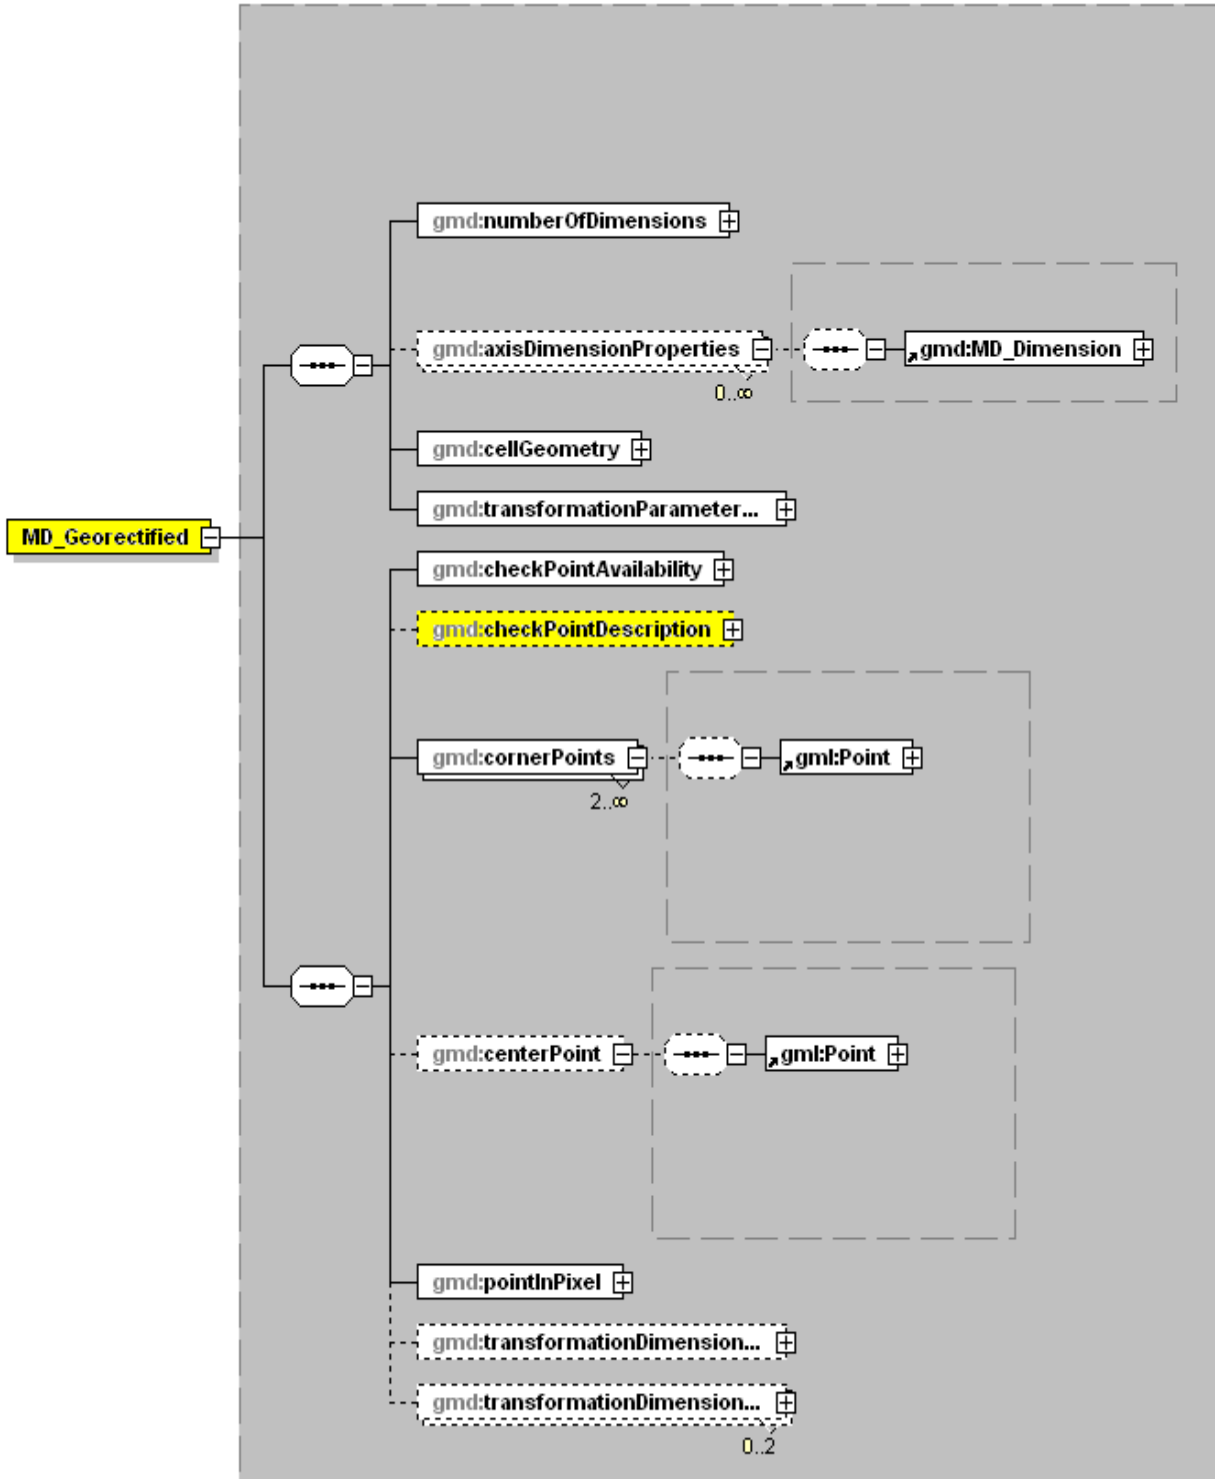 gmd:numberOfDimensions
gmd:axisDimensionProperties
gmd:MD_Dimension
0..∞
gmd:cellGeometry
gmd:transformationParameter...
MD_Georectified
gmd:checkPointAvailability
gmd:checkPointDescription
gmd:cornerPoints
gml:Point
2..∞
gmd:centerPoint
gml:Point
gmd:pointInPixel
gmd:transformationDimension...
gmd:transformationDimension...
0..2